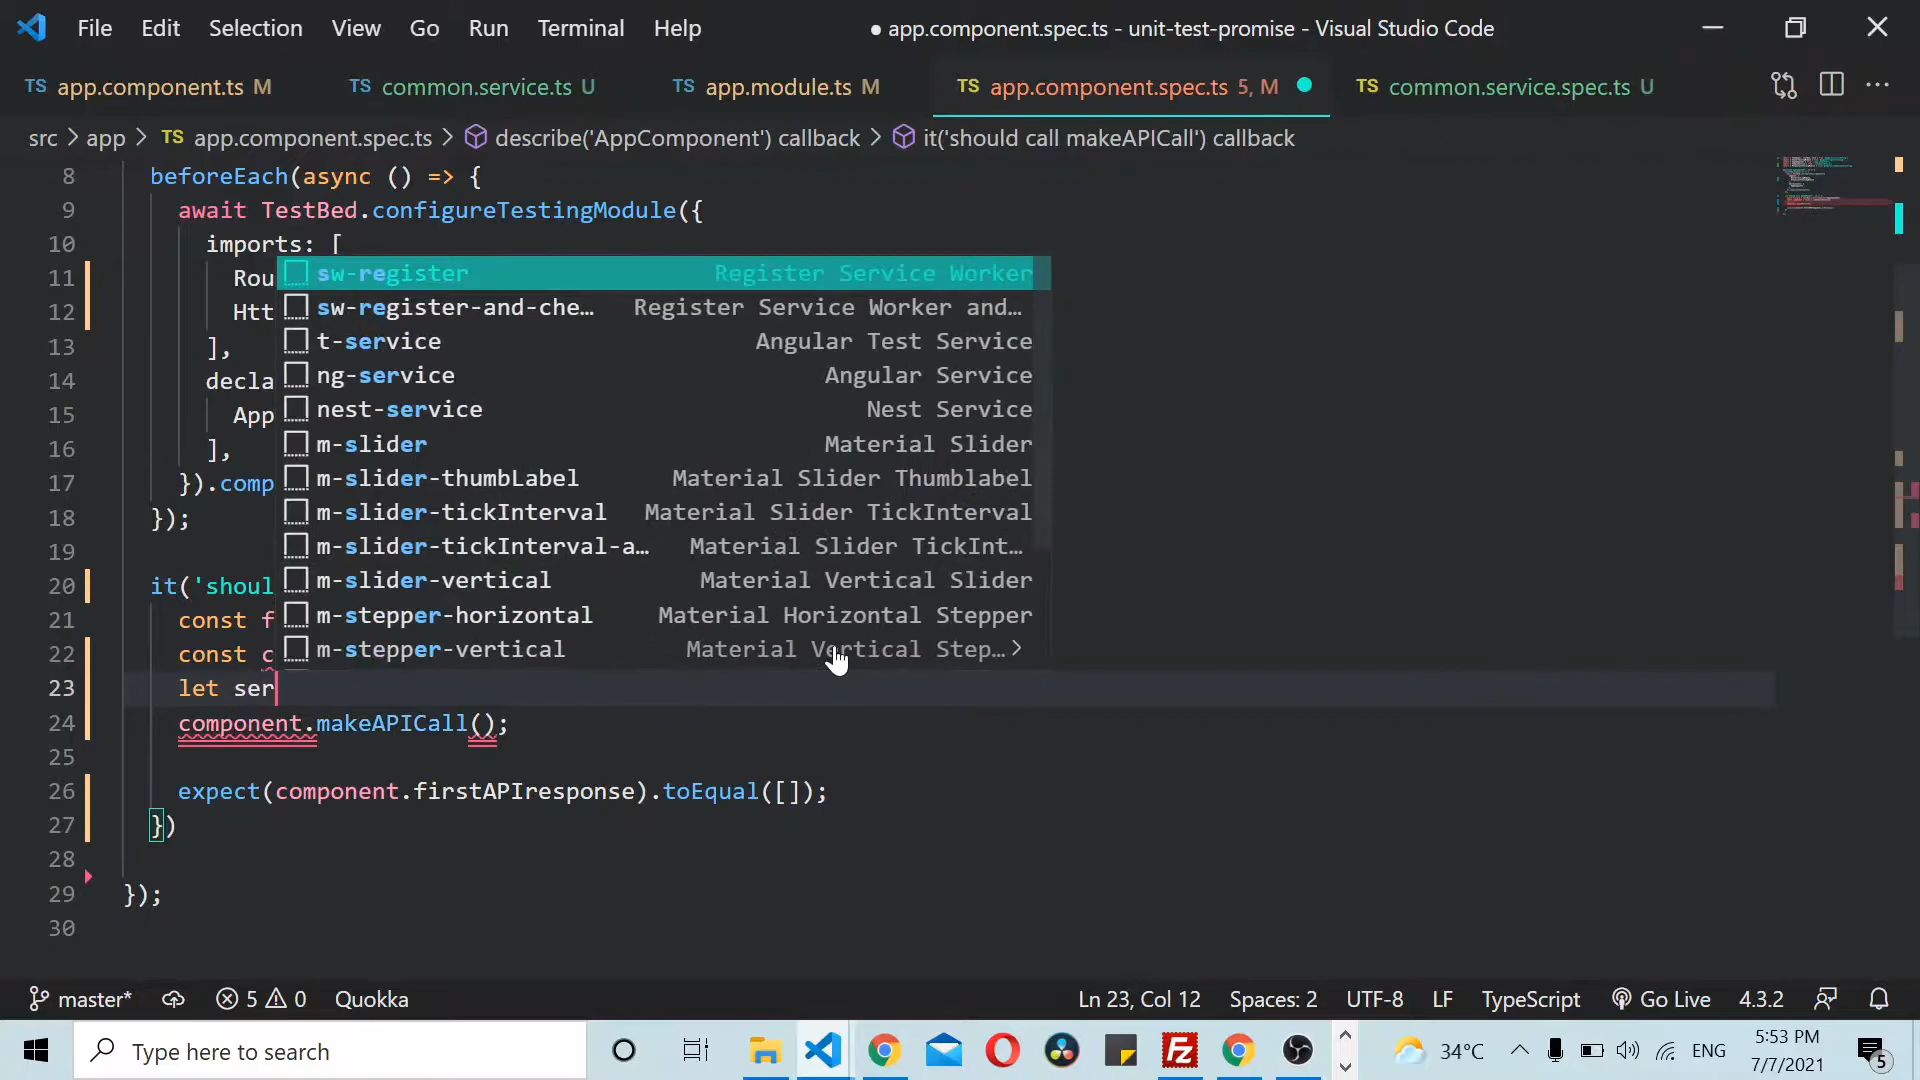 File Edit Selection View Go Run Terminal Help ● app.component.spec.ts - unit-test-promise - Visual Studio Code
TS app.component.ts M TS common.service.ts U TS app.module.ts M TS app.component.spec.ts 5, M TS common.service.spec.ts U
src > app > TS app.component.spec.ts > describe('AppComponent') callback > it('should call makeAPICall') callback
8 beforeEach(async () => {
9 await TestBed.configureTestingModule({
10 imports: [
sw-register Register Service Worker
11 Rou
sw-register-and-che… Register Service Worker and…
12 Htt
t-service Angular Test Service
13 ],
ng-service Angular Service
14 decla
nest-service Nest Service
15 App
m-slider Material Slider
16 ],
m-slider-thumbLabel Material Slider Thumblabel
17 }).comp
m-slider-tickInterval Material Slider TickInterval
18 });
m-slider-tickInterval-a… Material Slider TickInt…
19
m-slider-vertical Material Vertical Slider
20 it('shoul
m-stepper-horizontal Material Horizontal Stepper
21 const f
m-stepper-vertical Material Vertical Step… >
22 const c
23 let ser
24 component.makeAPICall();
25
26 expect(component.firstAPIresponse).toEqual([]);
27 })
28
29 });
30
master* 5 0 Quokka Ln 23, Col 12 Spaces: 2 UTF-8 LF TypeScript Go Live 4.3.2
Type here to search 34°C ENG 5:53 PM 7/7/2021 5